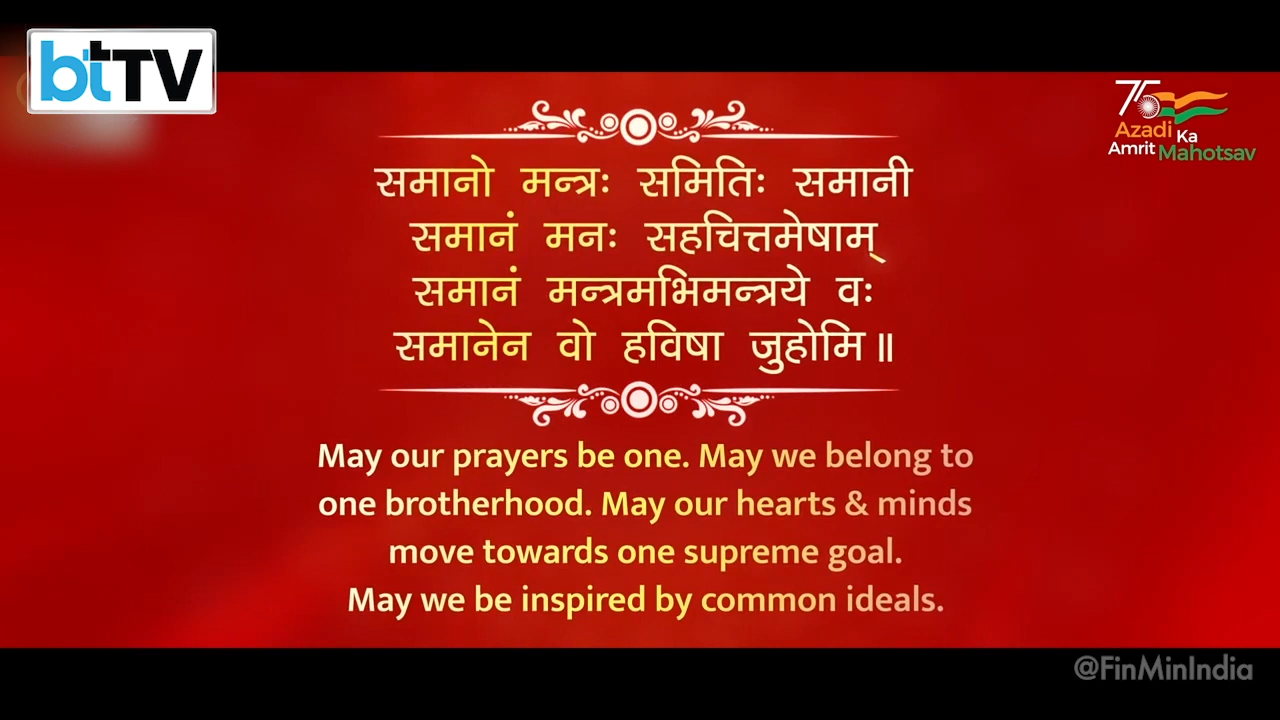 btTV
75
Azadi Ka
Amrit Mahotsav
समानो मन्त्रः समितिः समानी
समानं मनः सहचित्तमेषाम्
समानं मन्त्रमभिमन्त्रये वः
समानेन वो हविषा जुहोमि॥
May our prayers be one. May we belong to
one brotherhood. May our hearts & minds
move towards one supreme goal.
May we be inspired by common ideals.
@FinMinIndia